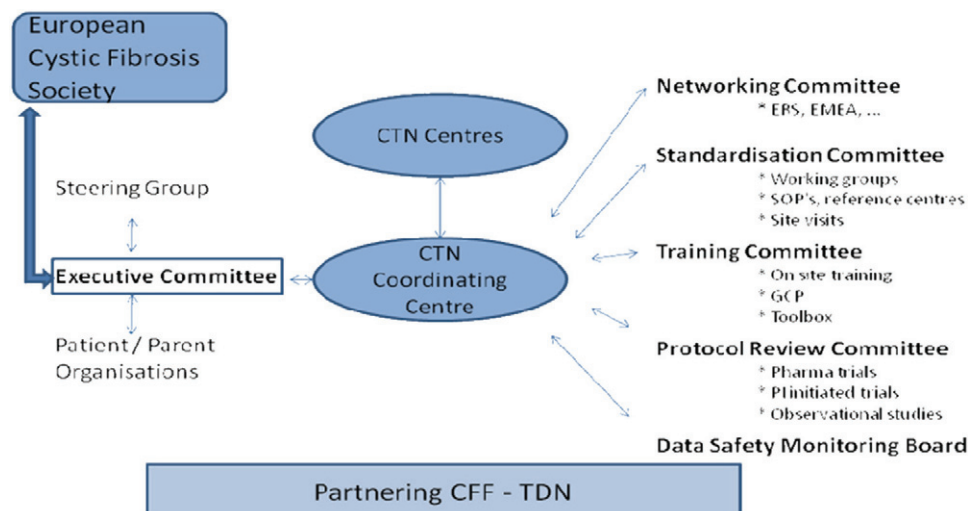 European
Cystic Fibrosis
Society
CTN Centres
Steering Group
Executive Committee
CTN
Coordinating
Centre
Patient / Parent
Organisations
Networking Committee
* ERS, EMEA, ...
Standardisation Committee
* Working groups
* SOP's, reference centres
* Site visits
Training Committee
* On site training
* GCP
* Toolbox
Protocol Review Committee
* Pharma trials
* PI initiated trials
* Observational studies
Data Safety Monitoring Board
Partnering CFF - TDN